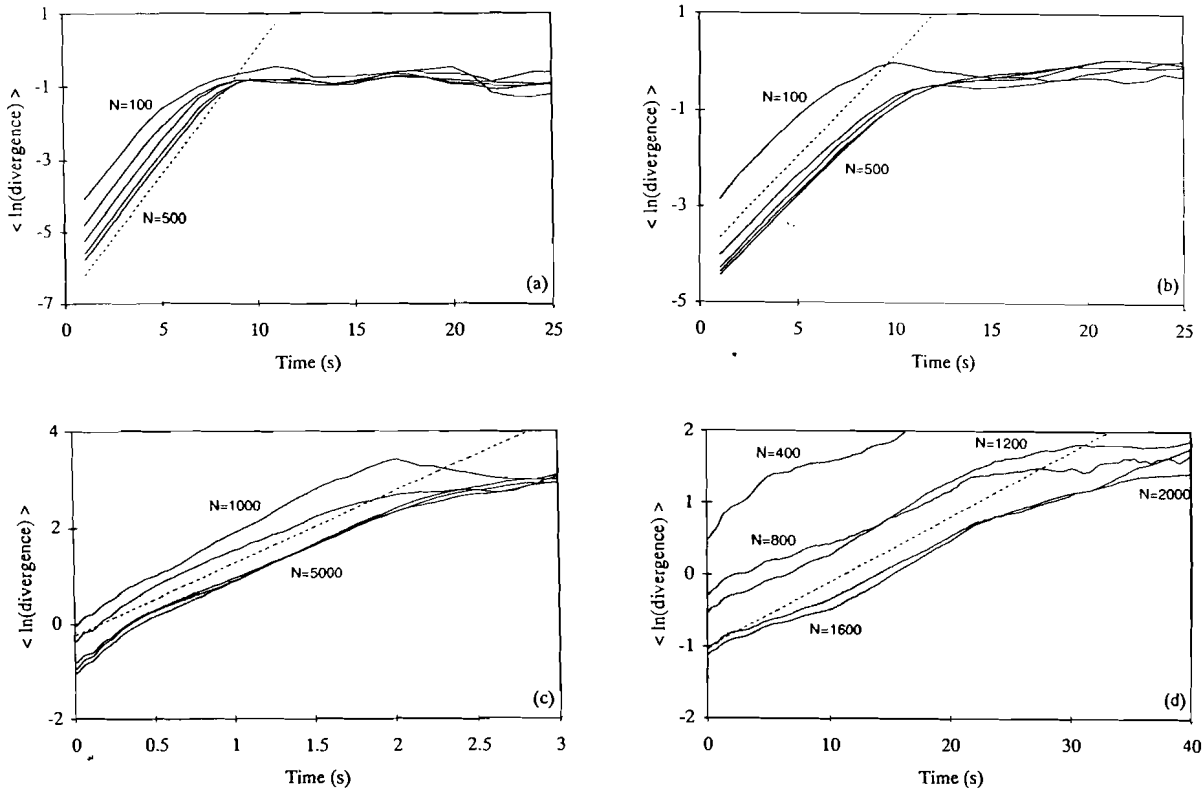 1
-1
-3
-5
-7
< ln(divergence) >
N=100
N=500
(a)
0 5 10 15 20 25
Time (s)
1
-1
-3
-5
< ln(divergence) >
N=100
N=500
(b)
0 5 10 15 20 25
Time (s)
4
2
0
-2
< ln(divergence) >
N=1000
N=5000
(c)
0 0.5 1 1.5 2 2.5 3
Time (s)
2
1
0
-1
-2
< ln(divergence) >
N=400
N=1200
N=800
N=2000
N=1600
(d)
0 10 20 30 40
Time (s)